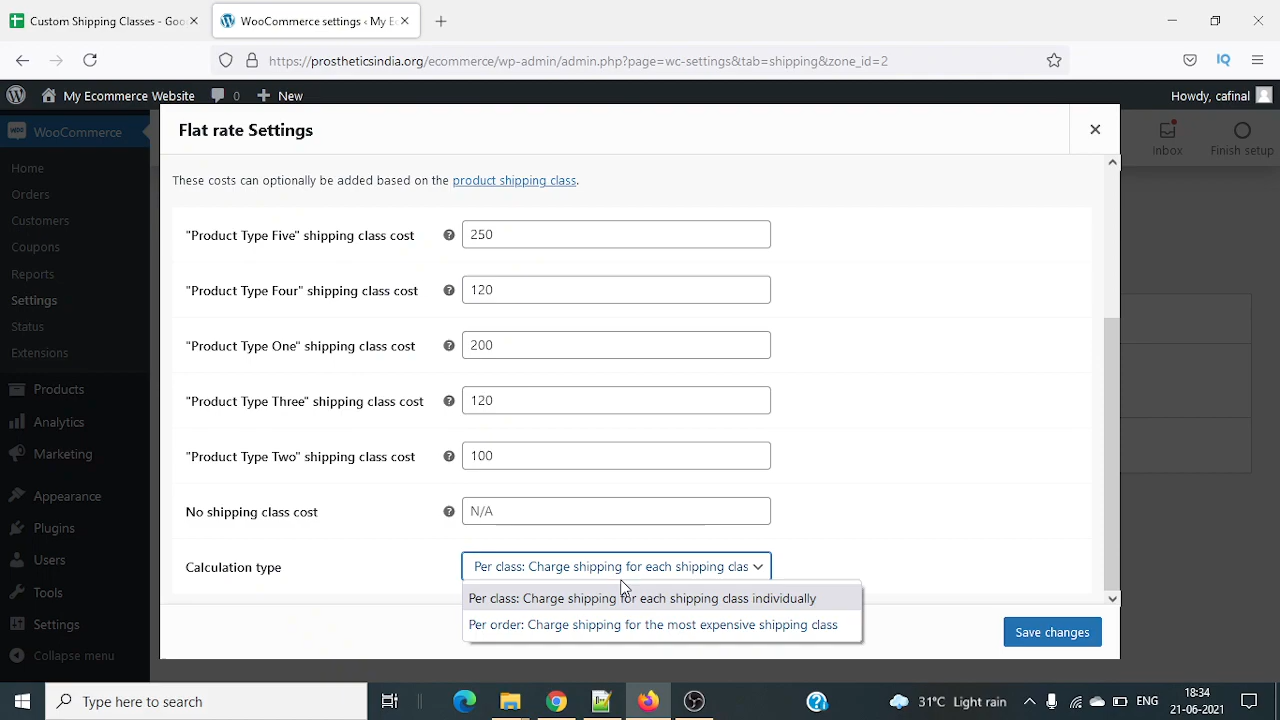 Custom Shipping Classes - Goo
WooCommerce settings ‹ My Ec
https://prostheticsindia.org/ecommerce/wp-admin/admin.php?page=wc-settings&tab=shipping&zone_id=2
IQ
My Ecommerce Website
0
New
Howdy, cafinal
woo
WooCommerce
Home
Orders
Customers
Coupons
Reports
Settings
Status
Extensions
Products
Analytics
Marketing
Appearance
Plugins
Users
Tools
Settings
Collapse menu
Inbox
Finish setup
Flat rate Settings
These costs can optionally be added based on the product shipping class.
"Product Type Five" shipping class cost
250
"Product Type Four" shipping class cost
120
"Product Type One" shipping class cost
200
"Product Type Three" shipping class cost
120
"Product Type Two" shipping class cost
100
No shipping class cost
N/A
Calculation type
Per class: Charge shipping for each shipping clas
Per class: Charge shipping for each shipping class individually
Per order: Charge shipping for the most expensive shipping class
Save changes
Type here to search
31°C Light rain
ENG
18:34
21-06-2021